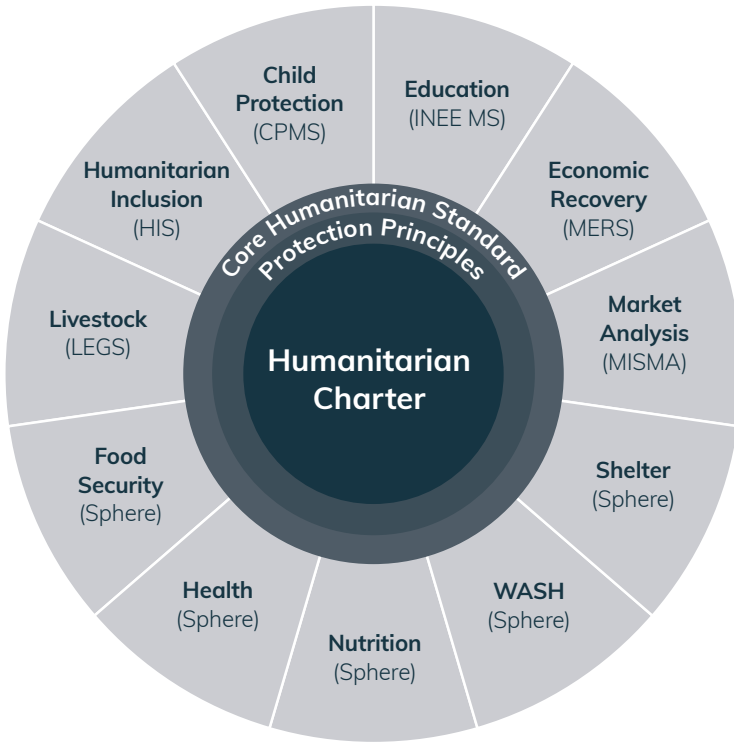 Child
Protection
(CPMS)
Education
(INEE MS)
Economic
Recovery
(MERS)
Market
Analysis
(MISMA)
Shelter
(Sphere)
WASH
(Sphere)
Nutrition
(Sphere)
Health
(Sphere)
Food
Security
(Sphere)
Livestock
(LEGS)
Humanitarian
Inclusion
(HIS)
Core Humanitarian Standard
Protection Principles
Humanitarian
Charter